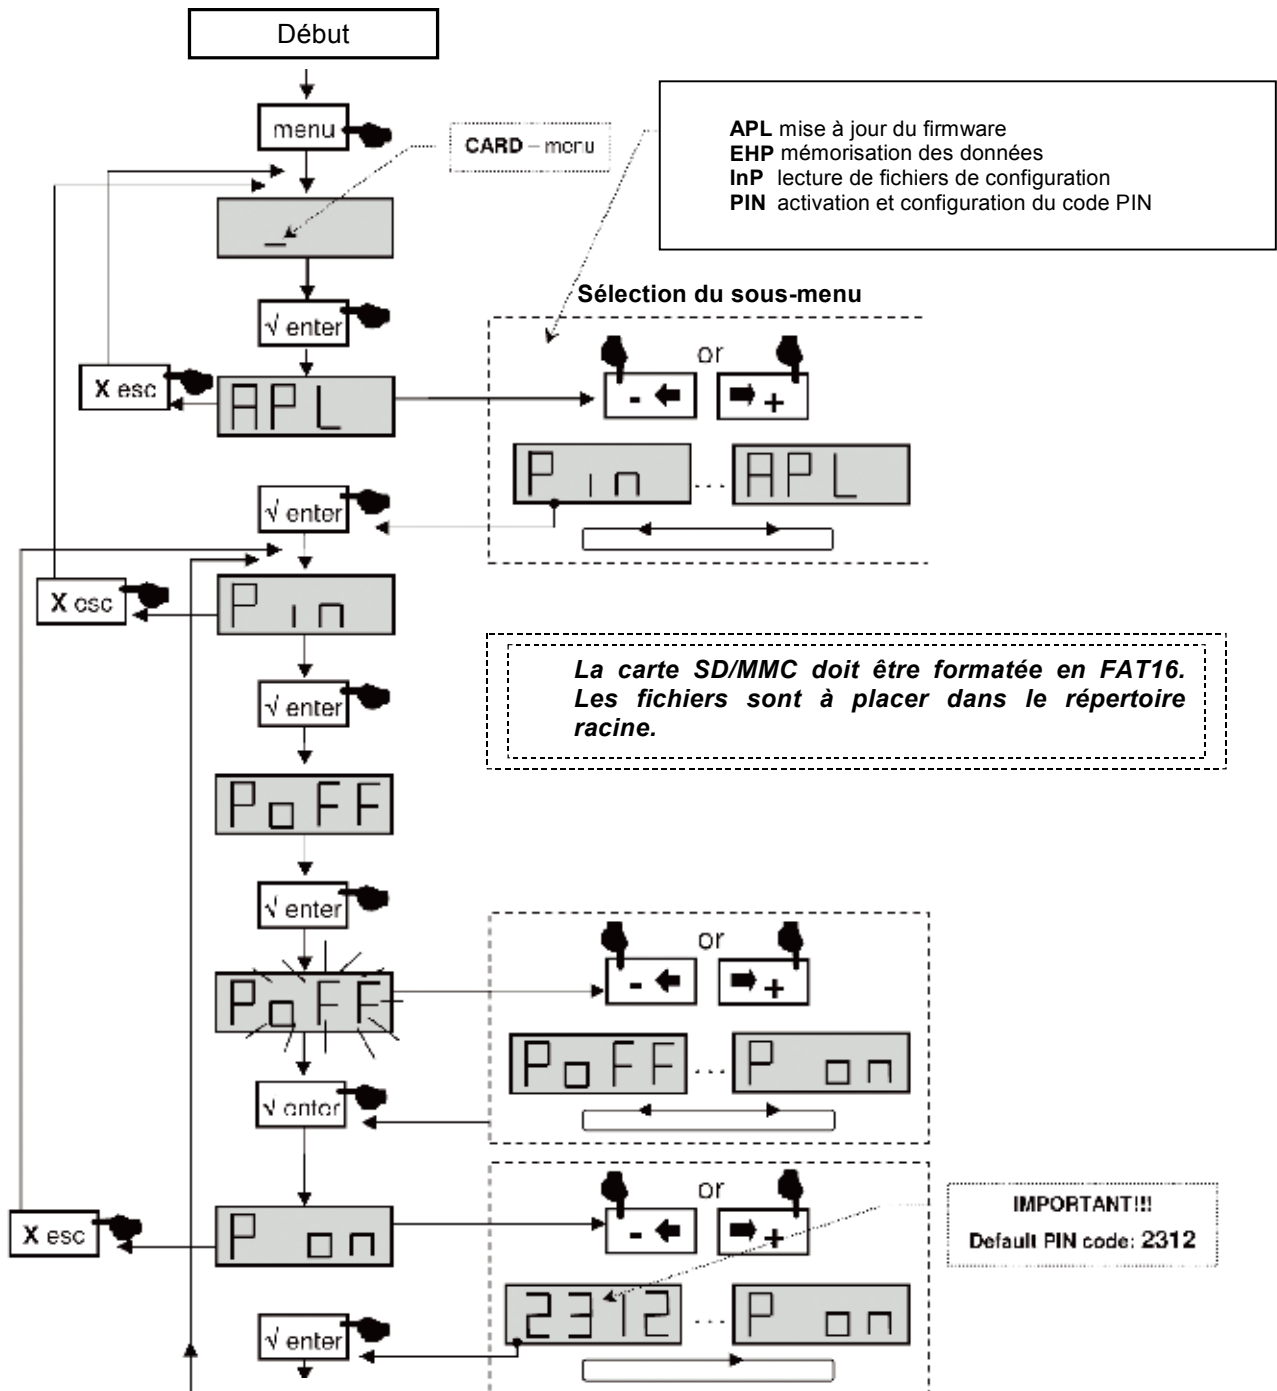 Début
menu
CARD – menu
APL mise à jour du firmware
EHP mémorisation des données
InP lecture de fichiers de configuration
PIN activation et configuration du code PIN
_
√ enter
Sélection du sous-menu
X esc
APL
or
- +
Pin ... APL
√ enter
X esc
Pin
La carte SD/MMC doit être formatée en FAT16.
Les fichiers sont à placer dans le répertoire
racine.
√ enter
PoFF
√ enter
or
PoFF
- +
PoFF ... P on
√ enter
or
X esc
P on
- +
IMPORTANT!!!
Default PIN code: 2312
2312 ... P on
√ enter